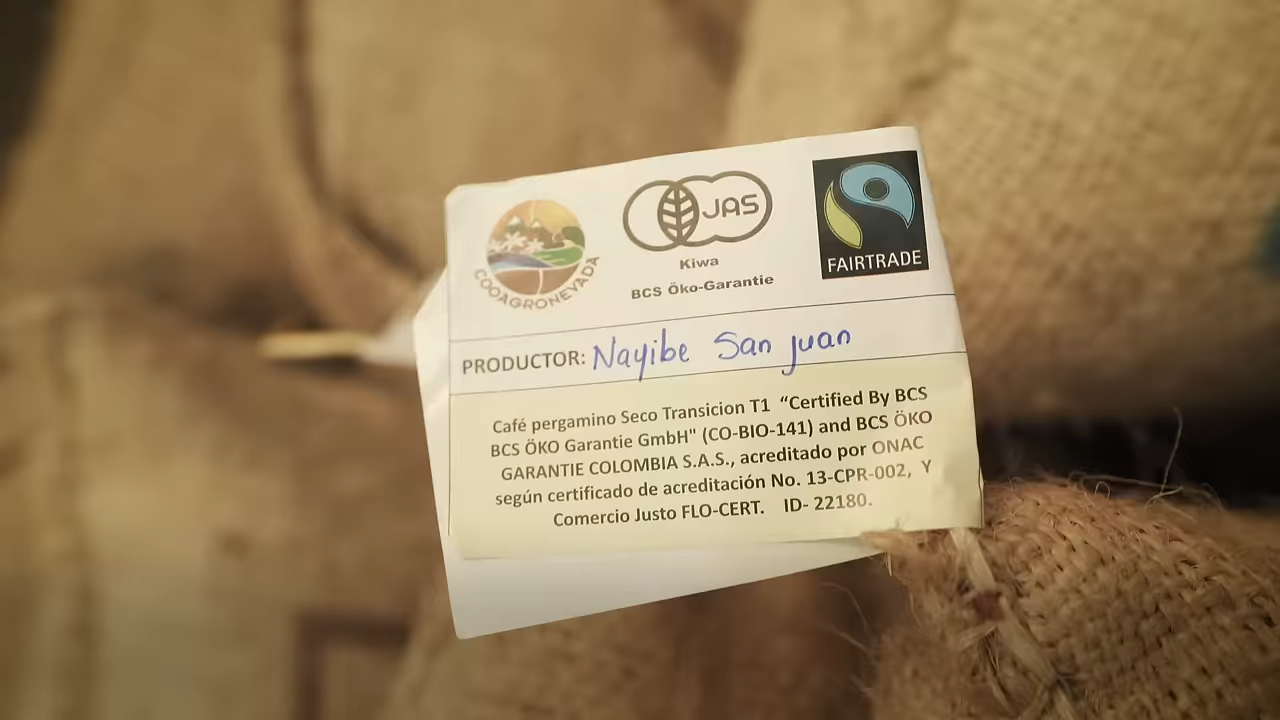 COOAGRONEVADA
JAS
Kiwa
BCS Öko-Garantie
FAIRTRADE
PRODUCTOR: Nayibe San juan
Café pergamino Seco Transicion T1 “Certified By BCS
BCS ÖKO Garantie GmbH" (CO-BIO-141) and BCS ÖKO
GARANTIE COLOMBIA S.A.S., acreditado por ONAC
según certificado de acreditación No. 13-CPR-002, Y
Comercio Justo FLO-CERT. ID- 22180.